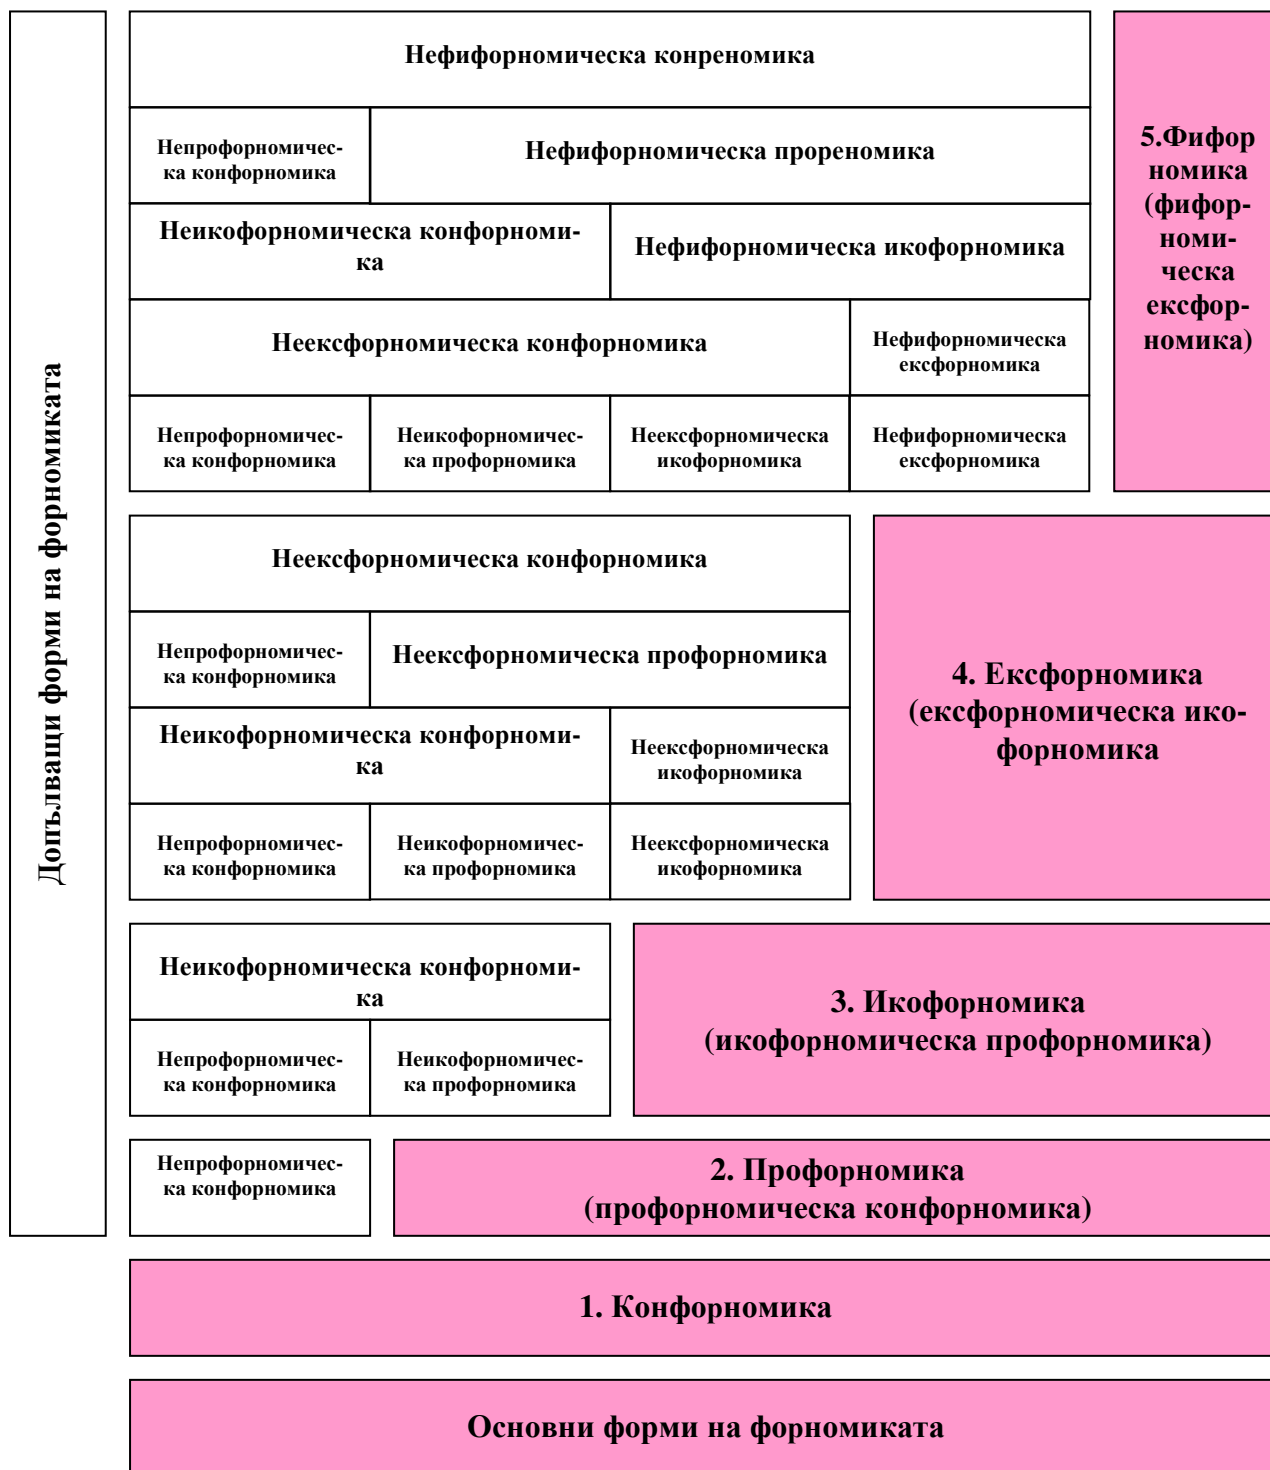 Допълващи форми на форномиката
Нефифорномическа конреномика
Непрофорномичес-
ка конфорномика
Нефифорномическа прореномика
Неикофорномическа конфорноми-
ка
Нефифорномическа икофорномика
Неексфорномическа конфорномика
Нефифорномическа
ексфорномика
Непрофорномичес-
ка конфорномика
Неикофорномичес-
ка профорномика
Неексфорномическа
икофорномика
Нефифорномическа
ексфорномика
5.Фифор
номика
(фифор-
номи-
ческа
ексфор-
номика)
Неексфорномическа конфорномика
Непрофорномичес-
ка конфорномика
Неексфорномическа профорномика
Неикофорномическа конфорноми-
ка
Неексфорномическа
икофорномика
Непрофорномичес-
ка конфорномика
Неикофорномичес-
ка профорномика
Неексфорномическа
икофорномика
4. Ексфорномика
(ексфорномическа ико-
форномика
Неикофорномическа конфорноми-
ка
Непрофорномичес-
ка конфорномика
Неикофорномичес-
ка профорномика
3. Икофорномика
(икофорномическа профорномика)
Непрофорномичес-
ка конфорномика
2. Профорномика
(профорномическа конфорномика)
1. Конфорномика
Основни форми на форномиката